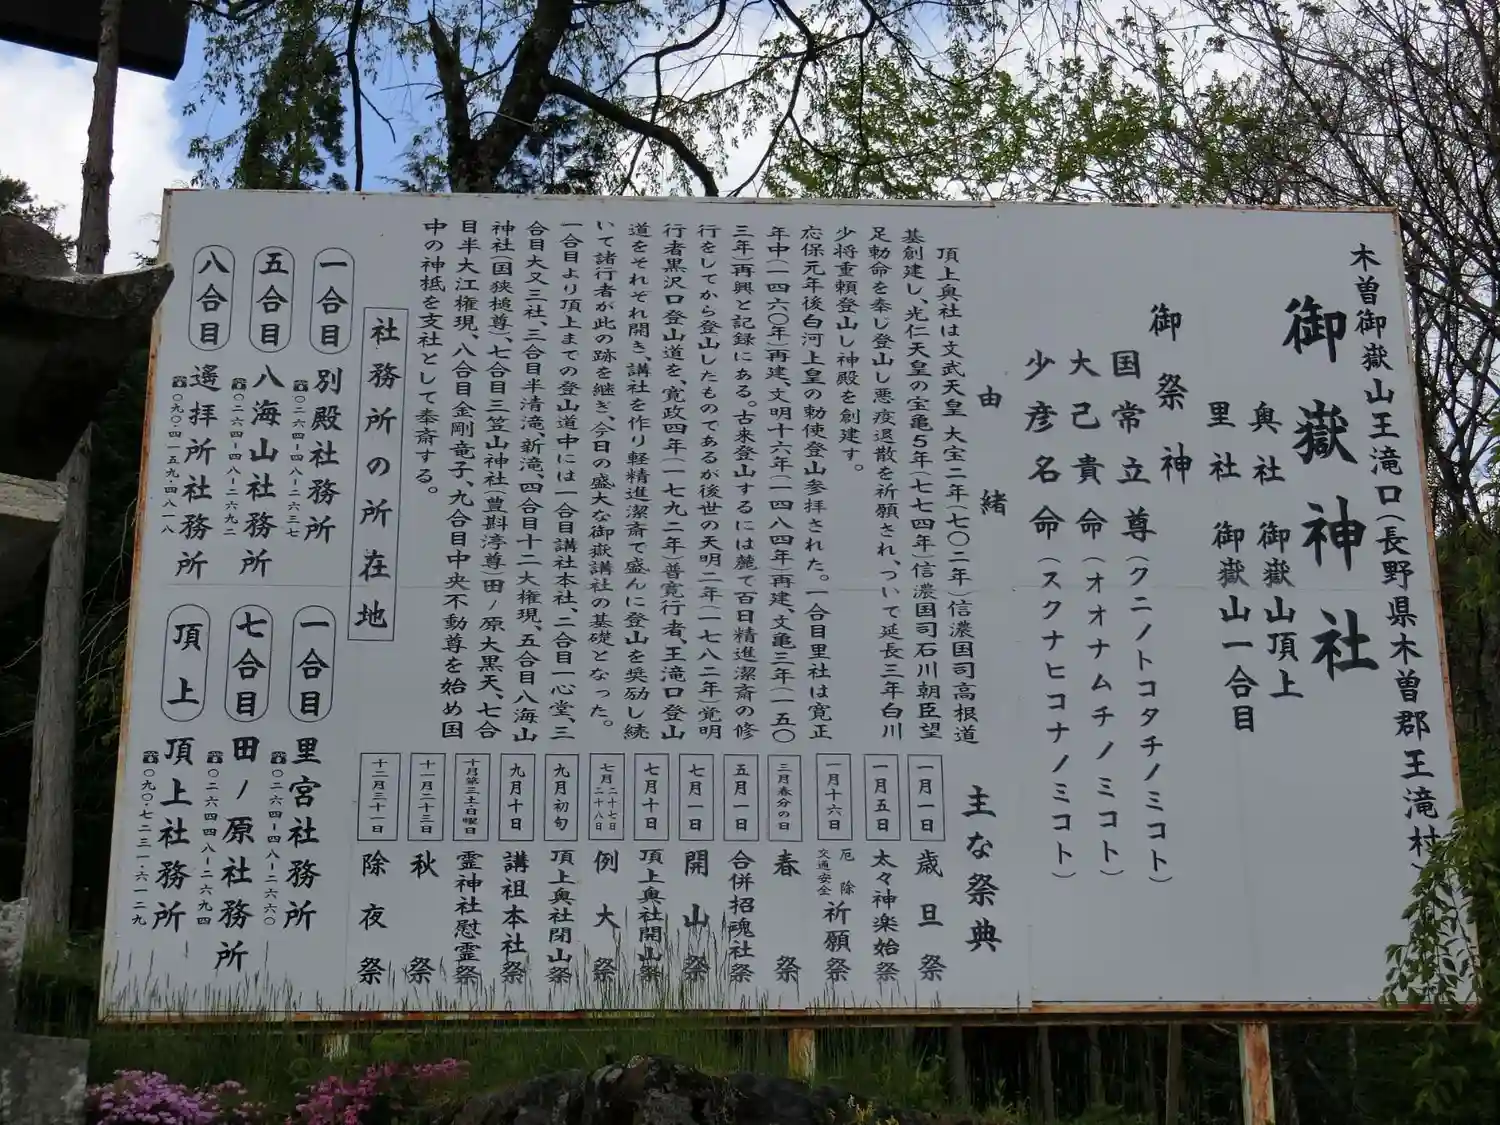 木曽御嶽山王滝口(長野県木曽郡王滝村)
御嶽神社
奥社 御嶽山頂上
里社 御嶽山一合目
御祭神
国常立尊(クニノトコタチノミコト)
大己貴命(オオナムチノミコト)
少彦名命(スクナヒコナノミコト)
由緒
頂上奥社は文武天皇 大宝二年(七〇二年)信濃国司高根道
基創建し、光仁天皇の宝亀5年(七七四年)信濃国司石川朝臣望
足勅命を奉じ登山し悪疫退散を祈願され、ついて延長三年白川
少将重頼登山し神殿を創建す。
応保元年後白河上皇の勅使登山参拝された。一合目里社は寛正
年中(一四六〇年)再建、文明十六年(一四八四年)再建、文亀三年(一五〇
三年)再興と記録にある。古来登山するには麓て百日精進潔斎の修
行をしてから登山したものであるが後世の天明二年(一七八二年)覚明
行者黒沢口登山道を、寛政四年(一七九二年)普寛行者、王滝口登山
道をそれぞれ開き、講社を作り軽精進潔斎て盛んに登山を奨励し続
いて諸行者が此の跡を継ぎ、今日の盛大な御嶽講社の基礎となった。
一合目より頂上までの登山道中には一合目講社本社、二合目一心堂、三
合目大又三社、三合目半清滝、新滝、四合目十二大権現、五合目八海山
神社(国狭槌尊)、七合目三笠山神社(豊斟渟尊)田ノ原大黒天、七合
目半大江権現、八合目金剛竜子、九合目中央不動尊を始め国
中の神抵を支社として奉斎する。
主な祭典
一月一日 歳旦祭
一月五日 太々神楽始祭
一月十六日 厄除 交通安全 祈願祭
三月春分の日 春祭
五月一日 合併招魂社祭
七月一日 開山祭
七月十日 頂上奥社開山祭
七月二十七日 二十八日 例大祭
九月初旬 頂上奥社閉山祭
九月十日 講祖本社祭
十月第三土・日曜日 霊神社慰霊祭
十一月二十三日 秋祭
十二月三十一日 除夜祭
社務所の所在地
一合目 別殿社務所
☎〇二六四-四八-二六三七
一合目 里宮社務所
☎〇二六四-四八-二六六〇
五合目 八海山社務所
☎〇二六四-四八-二六九二
七合目 田ノ原社務所
☎〇二六四-四八-二六九四
八合目 遥拝所社務所
☎〇九〇-四一五九-四八一八
頂上 頂上社務所
☎〇九〇-七二三一-六一二九